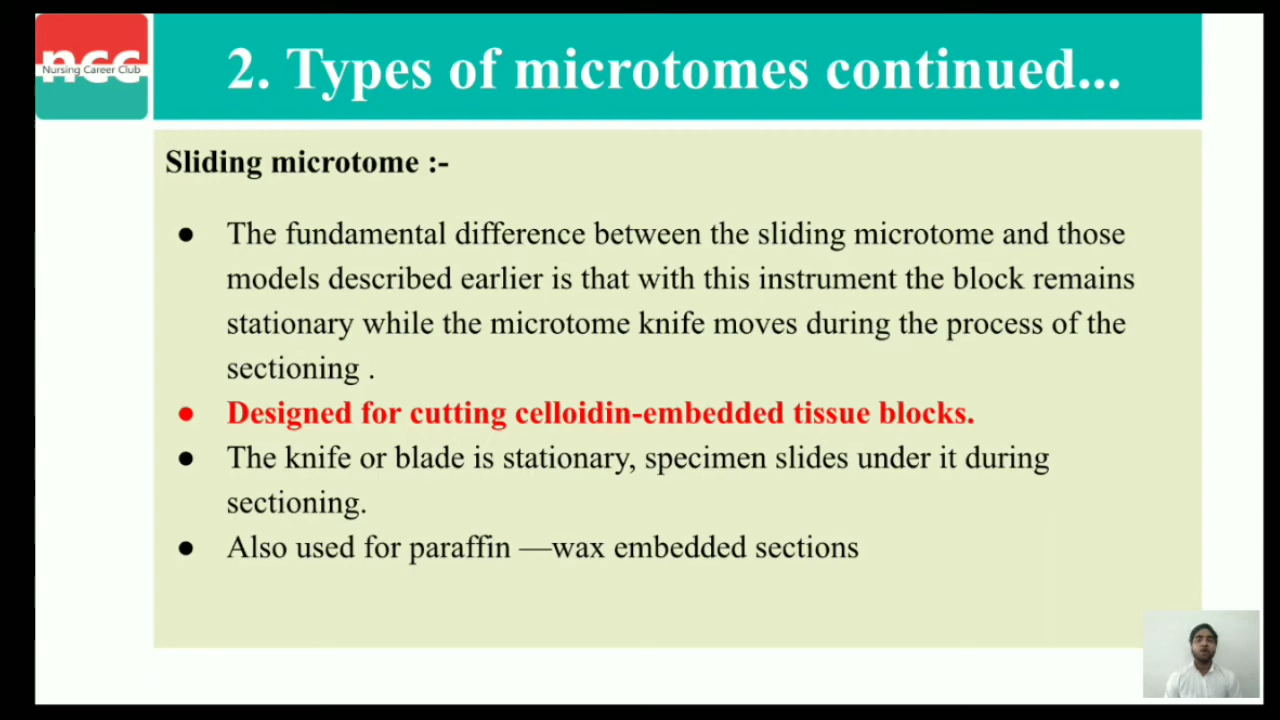 ncc
Nursing Career Club
2. Types of microtomes continued...
Sliding microtome :-
● The fundamental difference between the sliding microtome and those
models described earlier is that with this instrument the block remains
stationary while the microtome knife moves during the process of the
sectioning .
● Designed for cutting celloidin-embedded tissue blocks.
● The knife or blade is stationary, specimen slides under it during
sectioning.
● Also used for paraffin —wax embedded sections